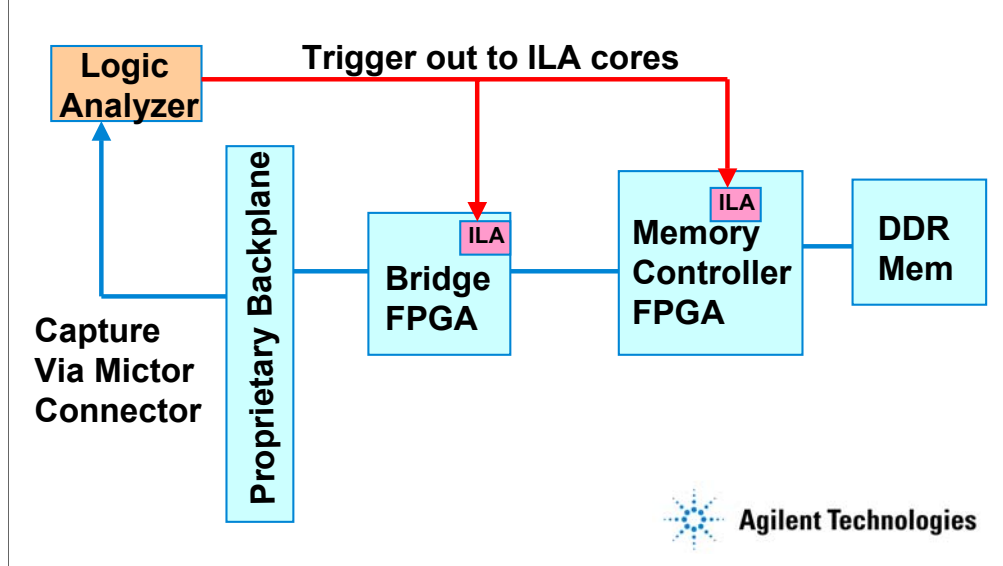 Logic
Analyzer
Trigger out to ILA cores
Capture
Via Mictor
Connector
Proprietary Backplane
ILA
Bridge
FPGA
ILA
Memory
Controller
FPGA
DDR
Mem
Agilent Technologies